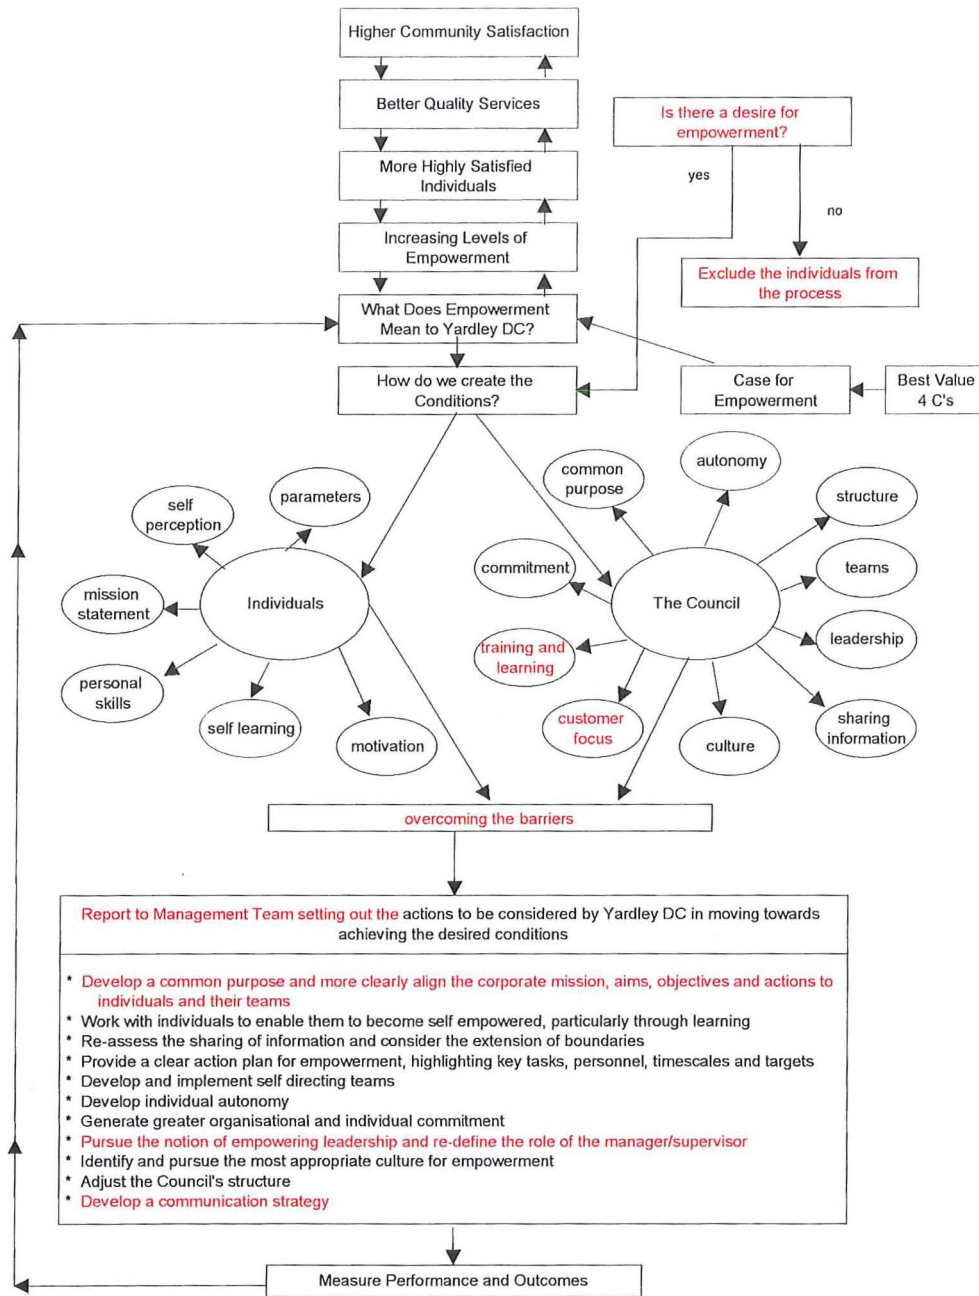 Higher Community Satisfaction
Better Quality Services
Is there a desire for
empowerment?
More Highly Satisfied
Individuals
yes
no
Increasing Levels of
Empowerment
Exclude the individuals from
the process
What Does Empowerment
Mean to Yardley DC?
How do we create the
Conditions?
Case for
Empowerment
Best Value
4 C's
self
perception
parameters
mission
statement
Individuals
personal
skills
self learning
motivation
common
purpose
autonomy
structure
commitment
teams
The Council
training and
learning
leadership
customer
focus
culture
sharing
information
overcoming the barriers
Report to Management Team setting out the actions to be considered by Yardley DC in moving towards
achieving the desired conditions
* Develop a common purpose and more clearly align the corporate mission, aims, objectives and actions to
individuals and their teams
* Work with individuals to enable them to become self empowered, particularly through learning
* Re-assess the sharing of information and consider the extension of boundaries
* Provide a clear action plan for empowerment, highlighting key tasks, personnel, timescales and targets
* Develop and implement self directing teams
* Develop individual autonomy
* Generate greater organisational and individual commitment
* Pursue the notion of empowering leadership and re-define the role of the manager/supervisor
* Identify and pursue the most appropriate culture for empowerment
* Adjust the Council's structure
* Develop a communication strategy
Measure Performance and Outcomes